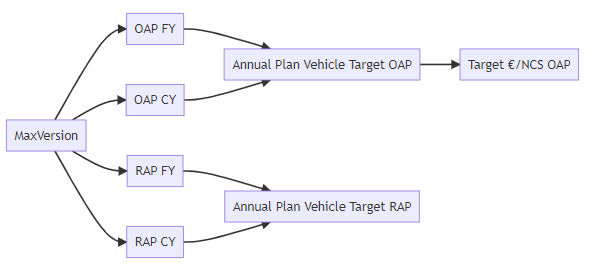 MaxVersion
OAP FY
OAP CY
RAP FY
RAP CY
Annual Plan Vehicle Target OAP
Annual Plan Vehicle Target RAP
Target €/NCS OAP